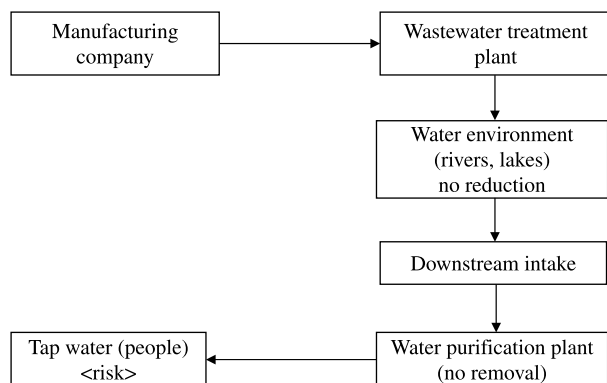 Manufacturing
company
Wastewater treatment
plant
Water environment
(rivers, lakes)
no reduction
Downstream intake
Water purification plant
(no removal)
Tap water (people)
<risk>